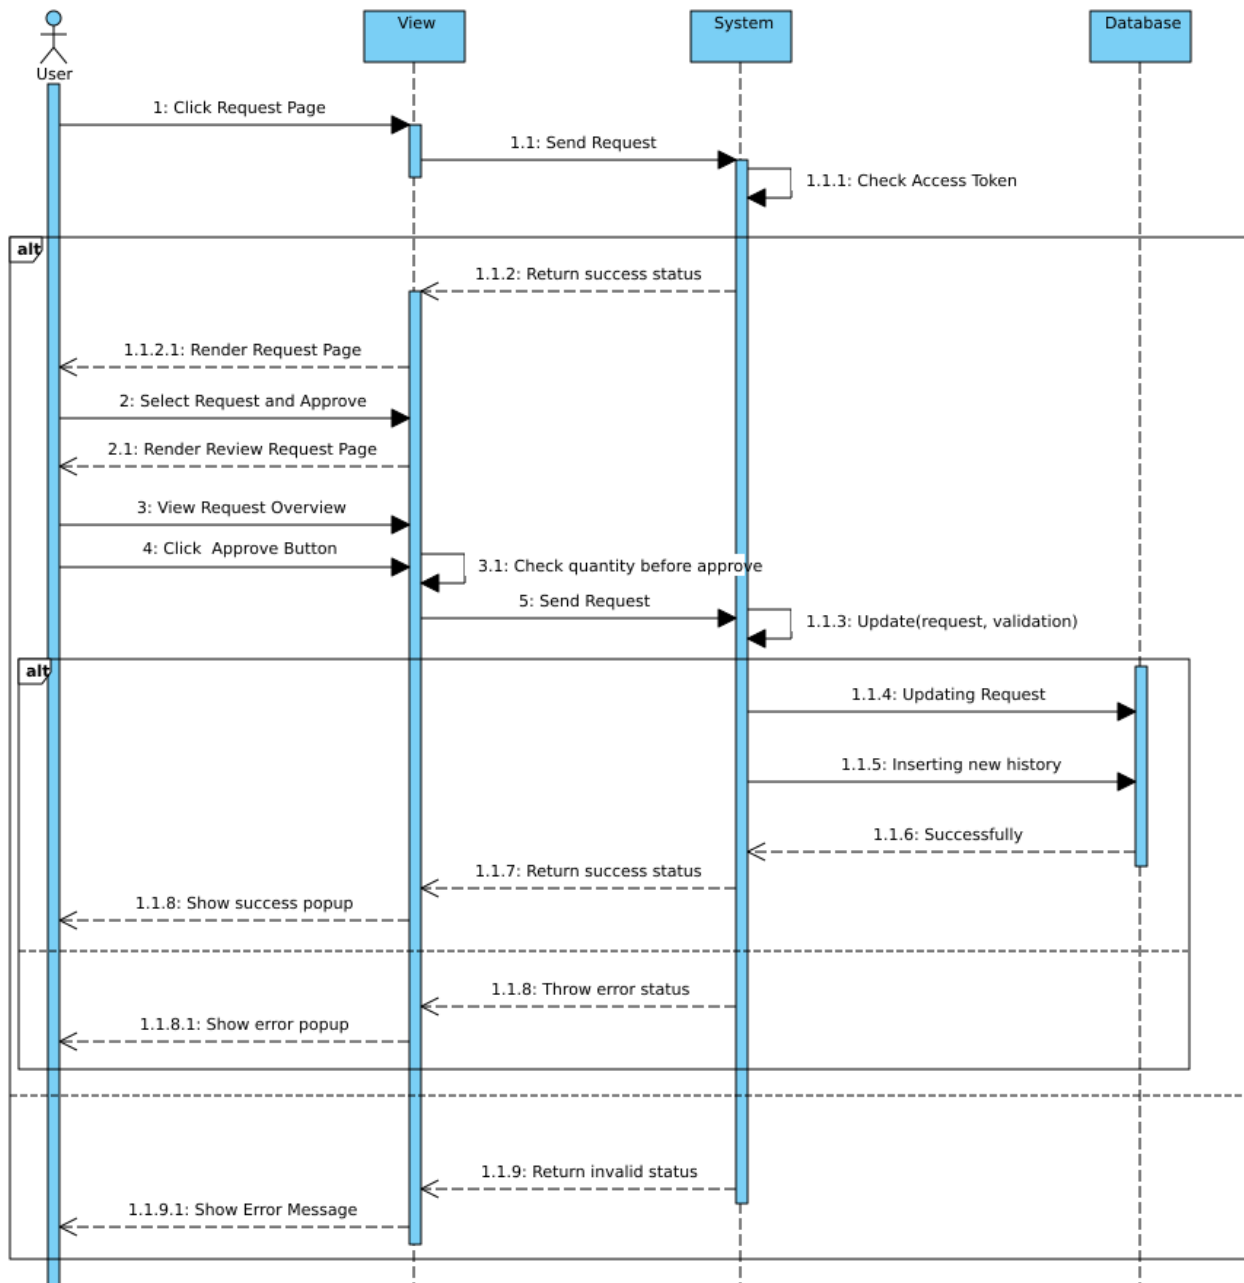 View
System
Database
User
1: Click Request Page
1.1: Send Request
1.1.1: Check Access Token
alt
1.1.2: Return success status
1.1.2.1: Render Request Page
2: Select Request and Approve
2.1: Render Review Request Page
3: View Request Overview
4: Click  Approve Button
3.1: Check quantity before approve
5: Send Request
1.1.3: Update(request, validation)
alt
1.1.4: Updating Request
1.1.5: Inserting new history
1.1.6: Successfully
1.1.7: Return success status
1.1.8: Show success popup
1.1.8: Throw error status
1.1.8.1: Show error popup
1.1.9: Return invalid status
1.1.9.1: Show Error Message